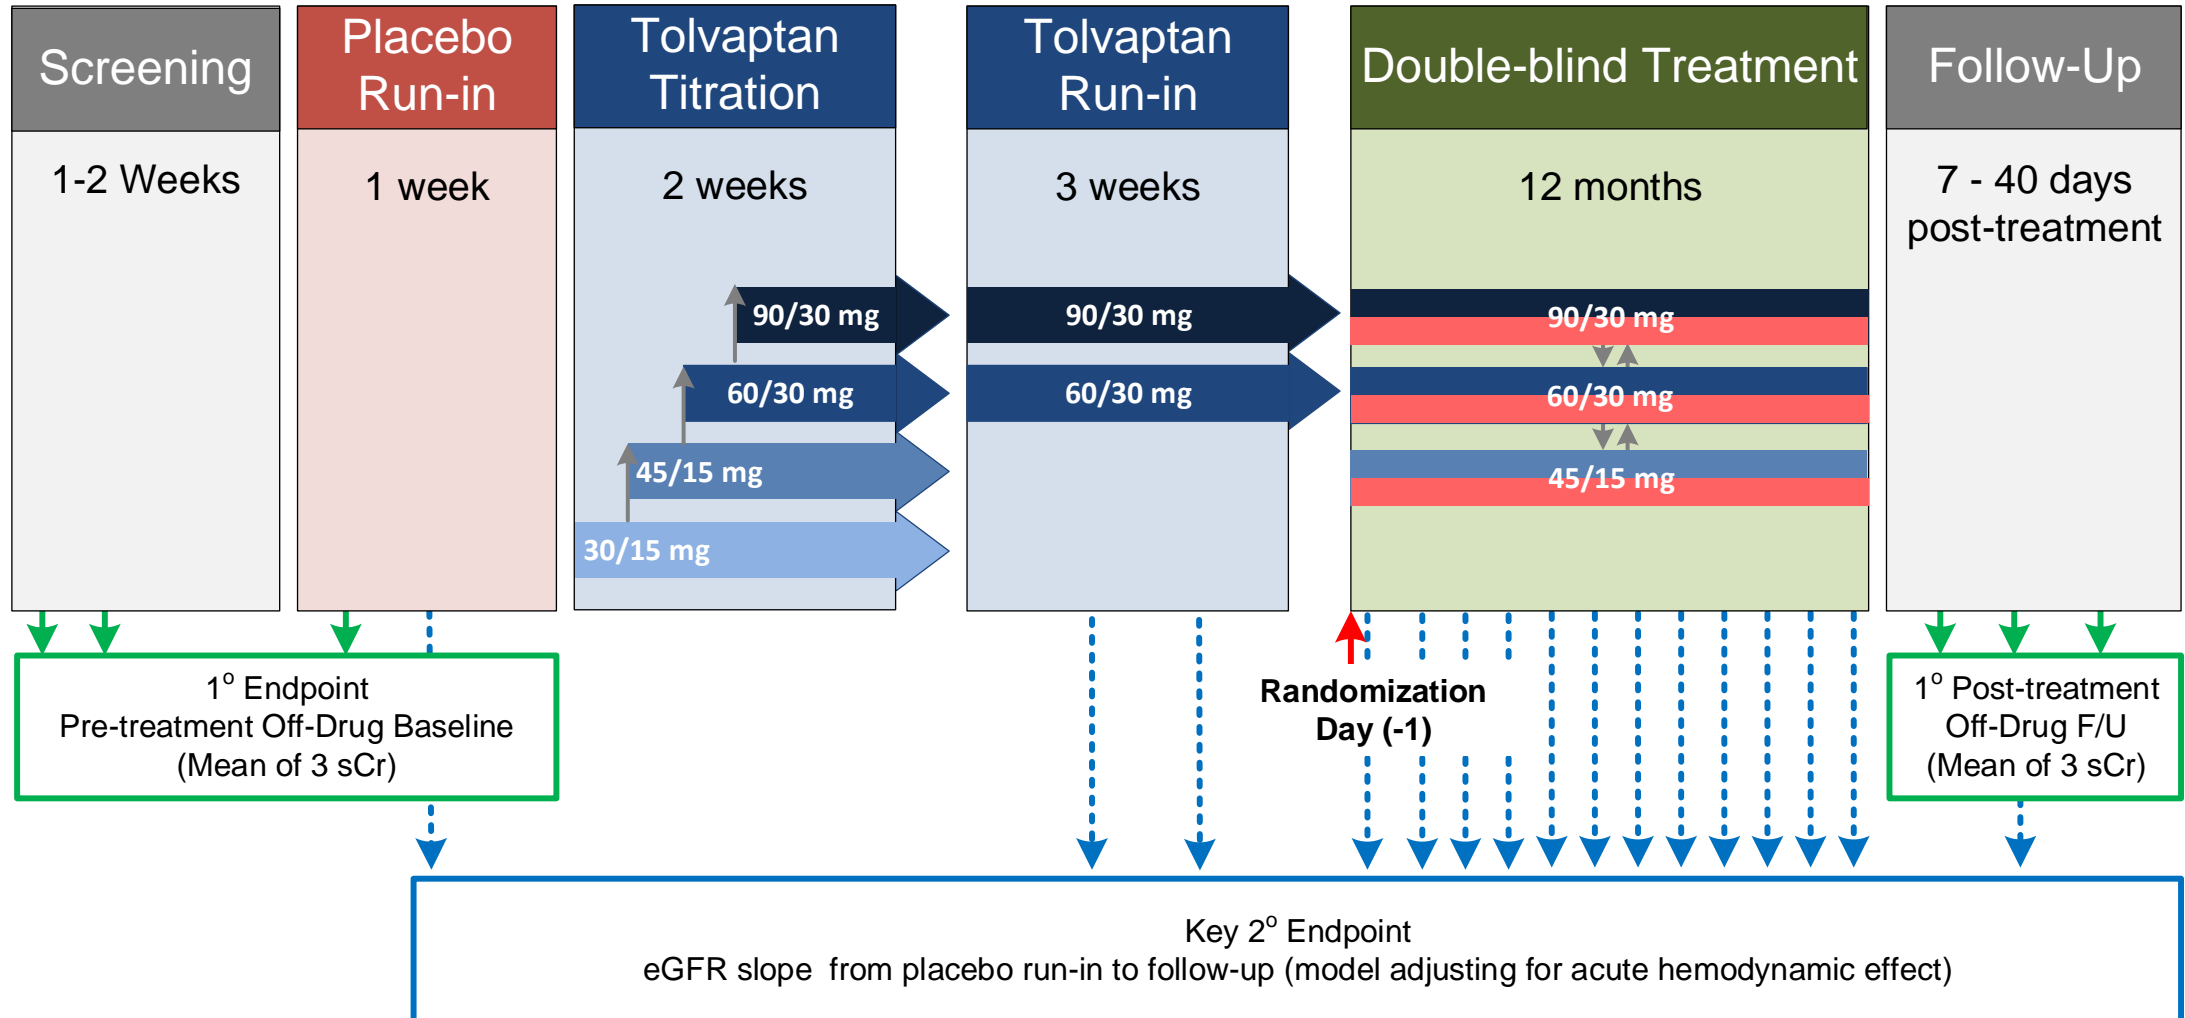 Screening
1-2 Weeks
Placebo
Run-in
1 week
Tolvaptan
Titration
2 weeks
90/30 mg
60/30 mg
45/15 mg
30/15 mg
Tolvaptan
Run-in
3 weeks
90/30 mg
60/30 mg
Double-blind Treatment
12 months
90/30 mg
60/30 mg
45/15 mg
Follow-Up
7 - 40 days
post-treatment
1° Endpoint
Pre-treatment Off-Drug Baseline
(Mean of 3 sCr)
Randomization
Day (-1)
1° Post-treatment
Off-Drug F/U
(Mean of 3 sCr)
Key 2° Endpoint
eGFR slope from placebo run-in to follow-up (model adjusting for acute hemodynamic effect)